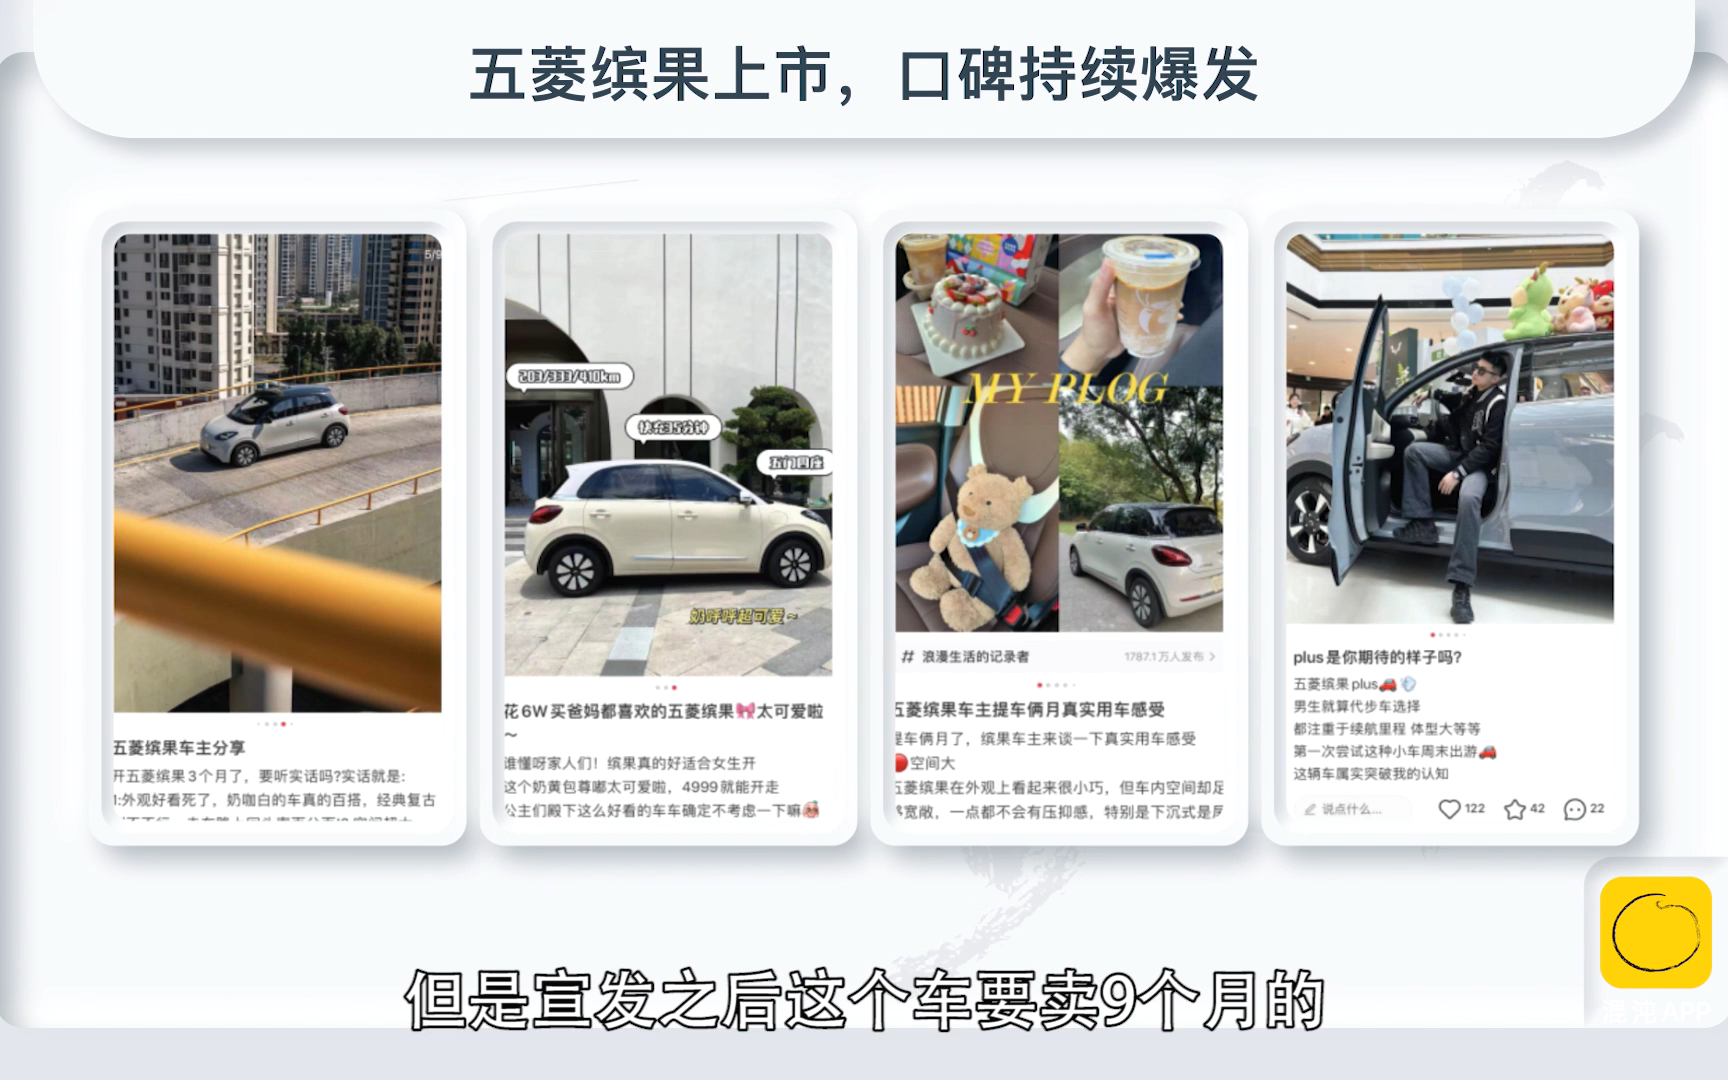 五菱缤果上市，口碑持续爆发
5/9
五菱缤果车主分享
开五菱缤果3个月了，要听实话吗?实话就是:
1:外观好看死了，奶咖白的车真的百搭，经典复古
203/333/410km
快充35分钟
五门四座
奶呼呼超可爱~
花6W买爸妈都喜欢的五菱缤果🎀太可爱啦
~
谁懂呀家人们！缤果真的好适合女生开
这个奶黄包尊嘟太可爱啦，4999就能开走
公主们殿下这么好看的车车确定不考虑一下嘛
MY PLOG
# 浪漫生活的记录者 1787.1万人发布 >
五菱缤果车主提车俩月真实用车感受
提车俩月了，缤果车主来谈一下真实用车感受
🔴空间大
五菱缤果在外观上看起来很小巧，但车内空间却足
够宽敞，一点都不会有压抑感，特别是下沉式是
plus是你期待的样子吗?
五菱缤果plus🚗💨
男生就算代步车选择
都注重于续航里程 体型大等等
第一次尝试这种小车周末出游🚗
这辆车属实突破我的认知
说点什么... 122 42 22
但是宣发之后这个车要卖9个月的
混沌APP